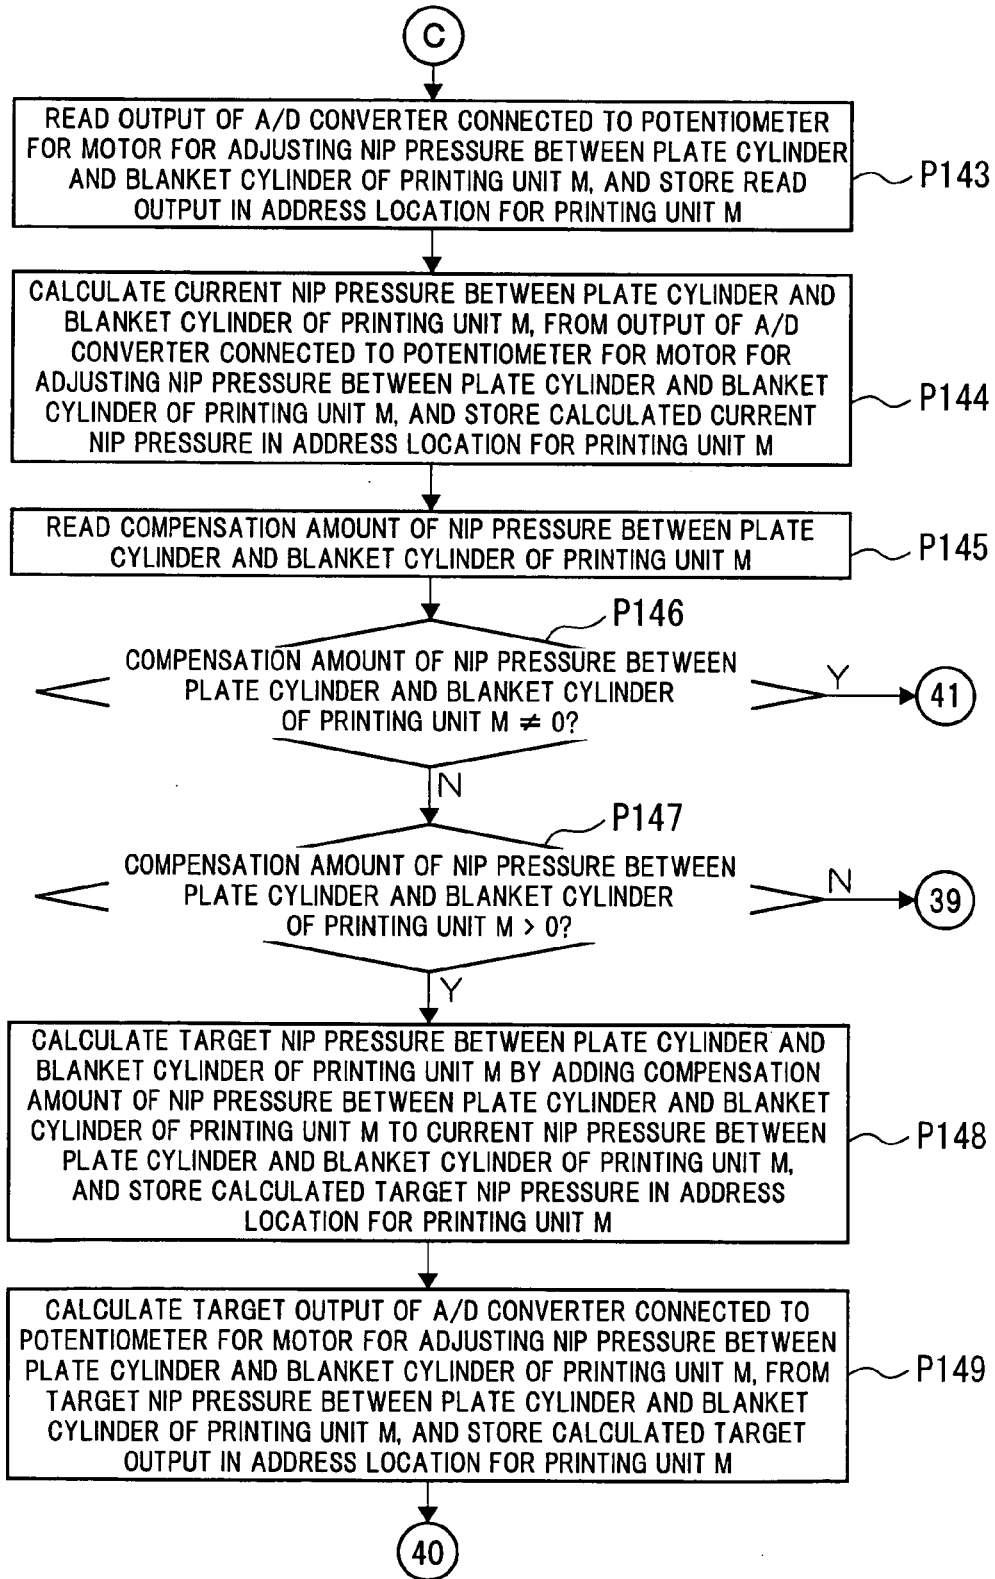 C
READ OUTPUT OF A/D CONVERTER CONNECTED TO POTENTIOMETER
FOR MOTOR FOR ADJUSTING NIP PRESSURE BETWEEN PLATE CYLINDER
AND BLANKET CYLINDER OF PRINTING UNIT M, AND STORE READ
OUTPUT IN ADDRESS LOCATION FOR PRINTING UNIT M
P143
CALCULATE CURRENT NIP PRESSURE BETWEEN PLATE CYLINDER AND
BLANKET CYLINDER OF PRINTING UNIT M, FROM OUTPUT OF A/D
CONVERTER CONNECTED TO POTENTIOMETER FOR MOTOR FOR
ADJUSTING NIP PRESSURE BETWEEN PLATE CYLINDER AND BLANKET
CYLINDER OF PRINTING UNIT M, AND STORE CALCULATED CURRENT
NIP PRESSURE IN ADDRESS LOCATION FOR PRINTING UNIT M
P144
READ COMPENSATION AMOUNT OF NIP PRESSURE BETWEEN PLATE
CYLINDER AND BLANKET CYLINDER OF PRINTING UNIT M
P145
P146
COMPENSATION AMOUNT OF NIP PRESSURE BETWEEN
PLATE CYLINDER AND BLANKET CYLINDER
OF PRINTING UNIT M ≠ 0?
Y
41
N
P147
COMPENSATION AMOUNT OF NIP PRESSURE BETWEEN
PLATE CYLINDER AND BLANKET CYLINDER
OF PRINTING UNIT M > 0?
N
39
Y
CALCULATE TARGET NIP PRESSURE BETWEEN PLATE CYLINDER AND
BLANKET CYLINDER OF PRINTING UNIT M BY ADDING COMPENSATION
AMOUNT OF NIP PRESSURE BETWEEN PLATE CYLINDER AND BLANKET
CYLINDER OF PRINTING UNIT M TO CURRENT NIP PRESSURE BETWEEN
PLATE CYLINDER AND BLANKET CYLINDER OF PRINTING UNIT M,
AND STORE CALCULATED TARGET NIP PRESSURE IN ADDRESS
LOCATION FOR PRINTING UNIT M
P148
CALCULATE TARGET OUTPUT OF A/D CONVERTER CONNECTED TO
POTENTIOMETER FOR MOTOR FOR ADJUSTING NIP PRESSURE BETWEEN
PLATE CYLINDER AND BLANKET CYLINDER OF PRINTING UNIT M, FROM
TARGET NIP PRESSURE BETWEEN PLATE CYLINDER AND BLANKET
CYLINDER OF PRINTING UNIT M, AND STORE CALCULATED TARGET
OUTPUT IN ADDRESS LOCATION FOR PRINTING UNIT M
P149
40